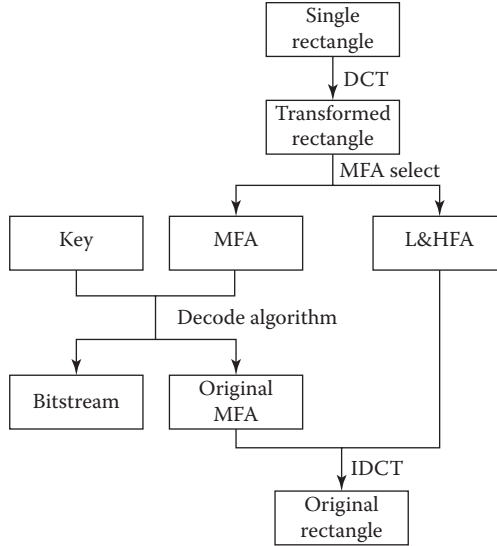 Single
rectangle
DCT
Transformed
rectangle
MFA select
Key
MFA
L&HFA
Decode algorithm
Bitstream
Original
MFA
IDCT
Original
rectangle